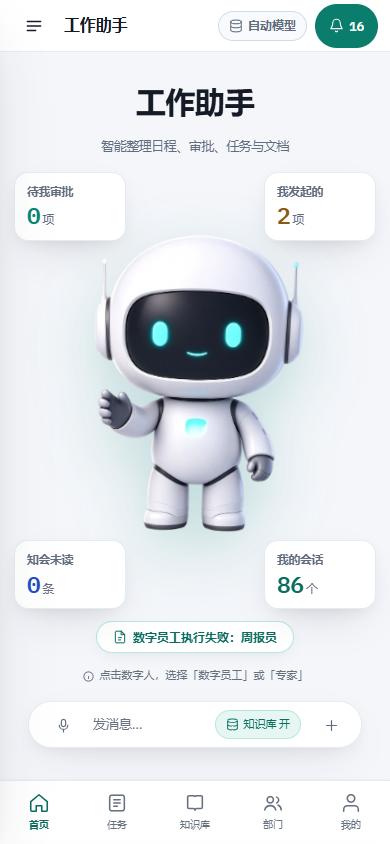 工作助手
自动模型
16
工作助手
智能整理日程、审批、任务与文档
待我审批
0项
我发起的
2项
知会未读
0条
我的会话
86个
数字员工执行失败：周报员
点击数字人，选择「数字员工」或「专家」
发消息...
知识库 开
首页
任务
知识库
部门
我的